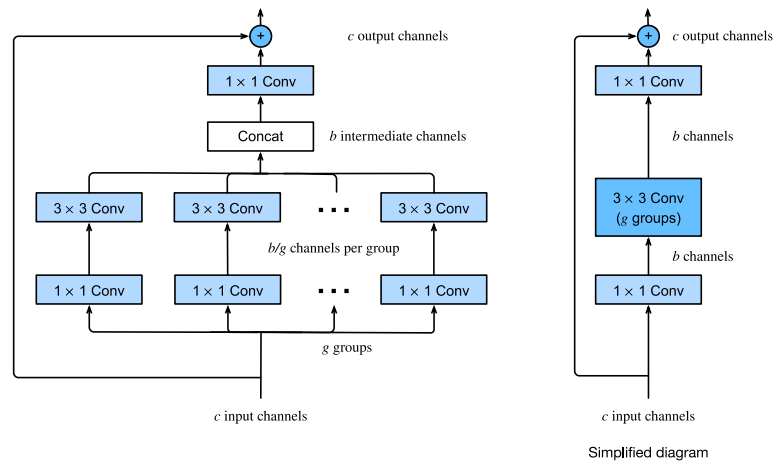 +
c output channels
1 × 1 Conv
Concat
b intermediate channels
3 × 3 Conv
3 × 3 Conv
. . .
3 × 3 Conv
b/g channels per group
1 × 1 Conv
1 × 1 Conv
. . .
1 × 1 Conv
g groups
c input channels
+
c output channels
1 × 1 Conv
b channels
3 × 3 Conv
(g groups)
b channels
1 × 1 Conv
c input channels
Simplified diagram